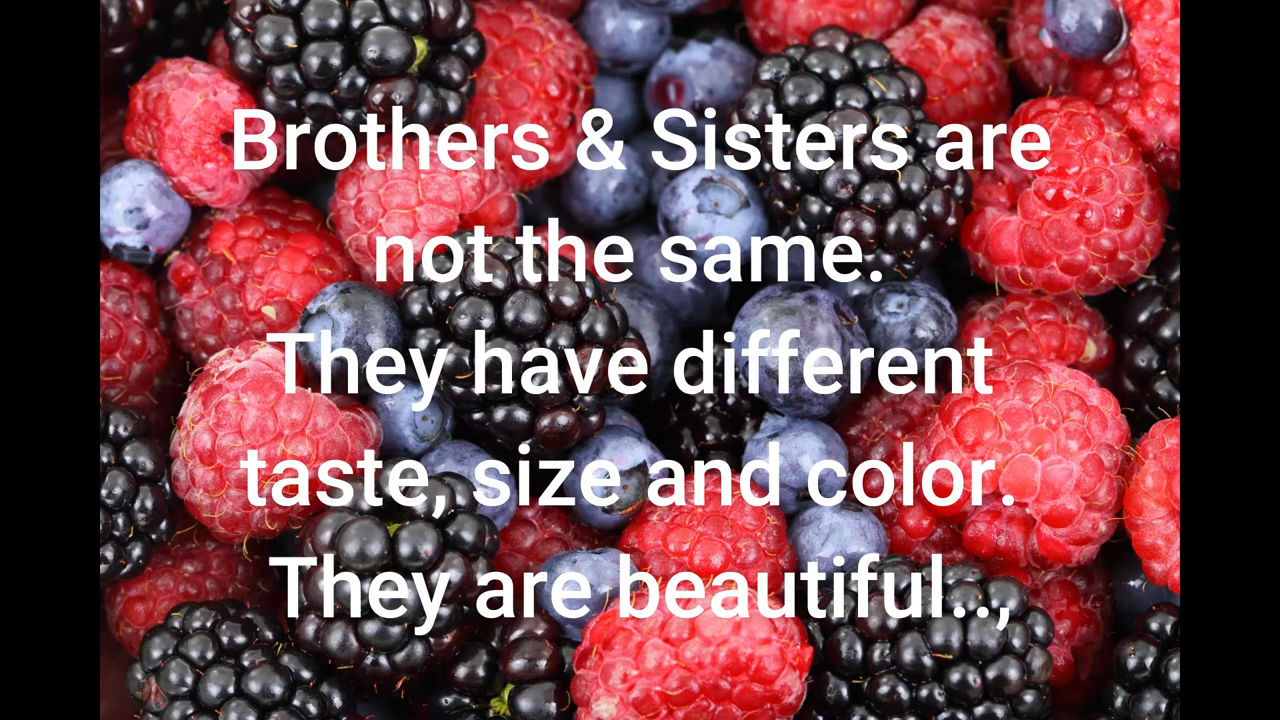 Brothers & Sisters are
not the same.
They have different
taste, size and color.
They are beautiful..,